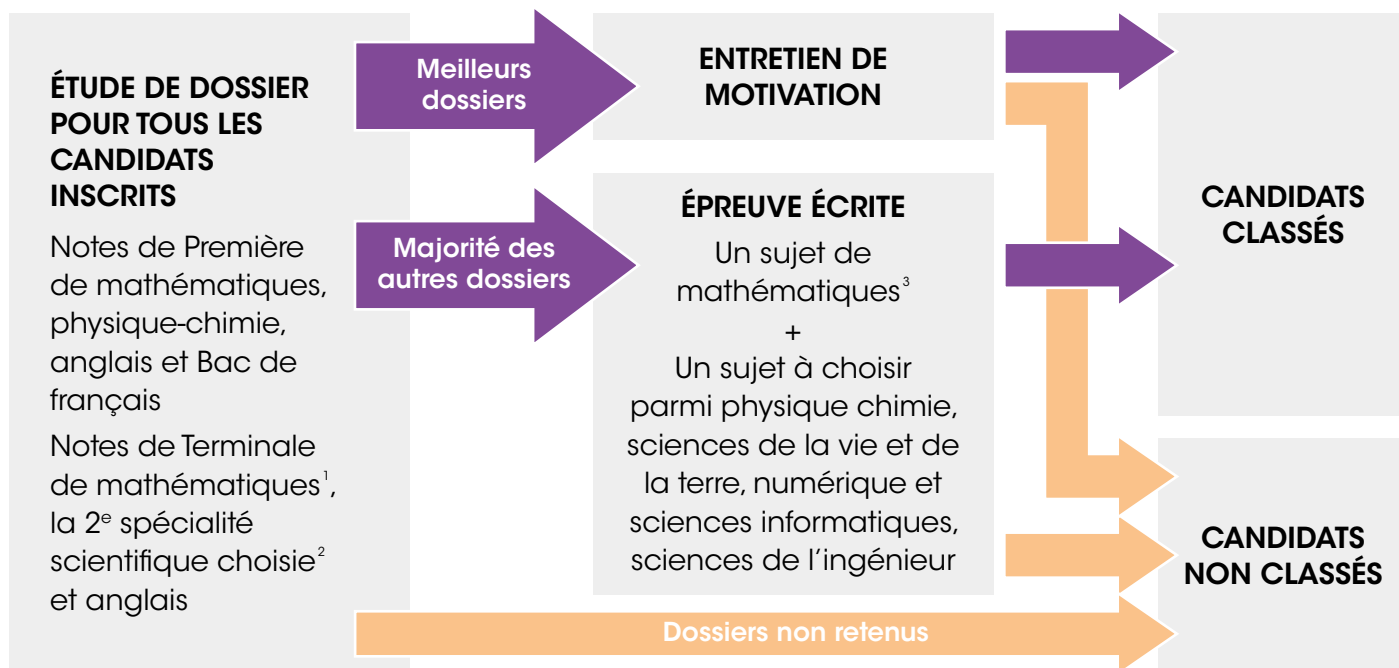 ÉTUDE DE DOSSIER
POUR TOUS LES
CANDIDATS
INSCRITS
Notes de Première
de mathématiques,
physique-chimie,
anglais et Bac de
français
Notes de Terminale
de mathématiques¹,
la 2ᵉ spécialité
scientifique choisie²
et anglais
Meilleurs
dossiers
Majorité des
autres dossiers
ENTRETIEN DE
MOTIVATION
ÉPREUVE ÉCRITE
Un sujet de
mathématiques³
+
Un sujet à choisir
parmi physique chimie,
sciences de la vie et de
la terre, numérique et
sciences informatiques,
sciences de l’ingénieur
Dossiers non retenus
CANDIDATS
CLASSÉS
CANDIDATS
NON CLASSÉS